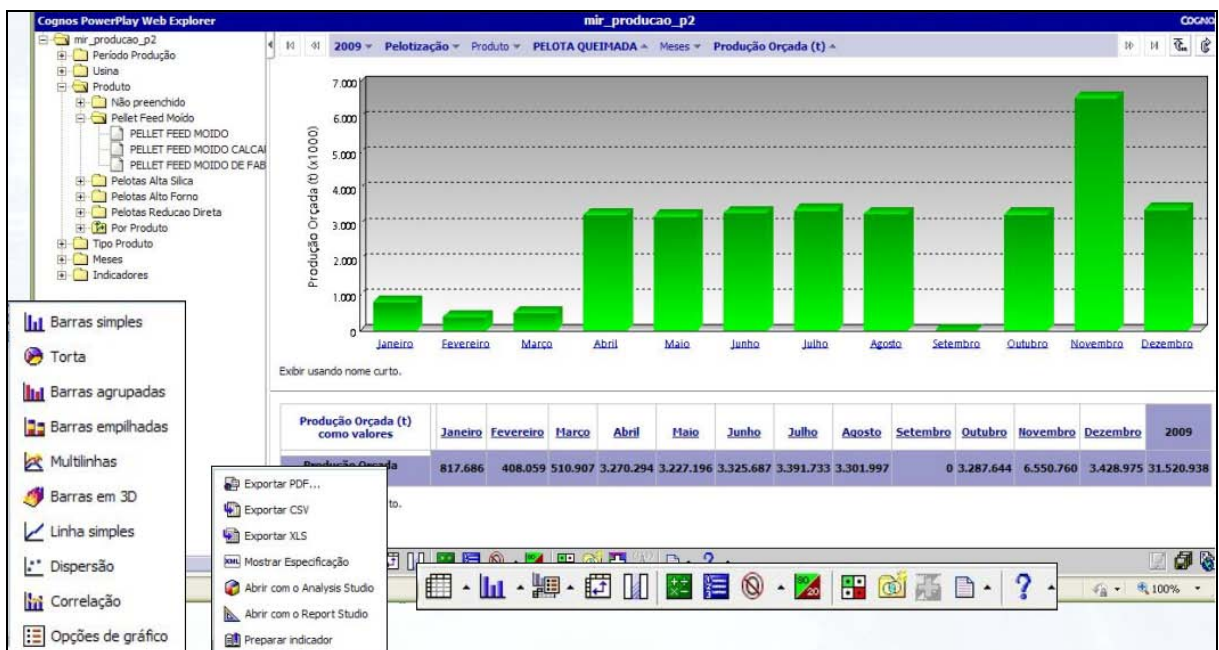 Cognos PowerPlay Web Explorer
mir_producao_p2
mir_producao_p2
Período Produção
Usina
Produto
Não preenchido
Pellet Feed Moído
PELLET FEED MOIDO
PELLET FEED MOIDO CALCA
PELLET FEED MOIDO DE FAB
Pelotas Alta Silica
Pelotas Alto Forno
Pelotas Reducao Direta
Por Produto
Tipo Produto
Meses
Indicadores
2009 Pelotização Produto PELOTA QUEIMADA Meses Produção Orçada (t)
Produção Orçada (t) (x1000)
7.000
6.000
5.000
4.000
3.000
2.000
1.000
0
Janeiro Fevereiro Março Abril Maio Junho Julho Agosto Setembro Outubro Novembro Dezembro
Exibir usando nome curto.
Produção Orçada (t) como valores Janeiro Fevereiro Março Abril Maio Junho Julho Agosto Setembro Outubro Novembro Dezembro 2009
Produção Orçada 817.686 408.059 510.907 3.270.294 3.227.196 3.325.687 3.391.733 3.301.997 0 3.287.644 6.550.760 3.428.975 31.520.938
to.
Barras simples
Torta
Barras agrupadas
Barras empilhadas
Multilinhas
Barras em 3D
Linha simples
Dispersão
Correlação
Opções de gráfico
Exportar PDF...
Exportar CSV
Exportar XLS
Mostrar Especificação
Abrir com o Analysis Studio
Abrir com o Report Studio
Preparar indicador
80
20
?
100%